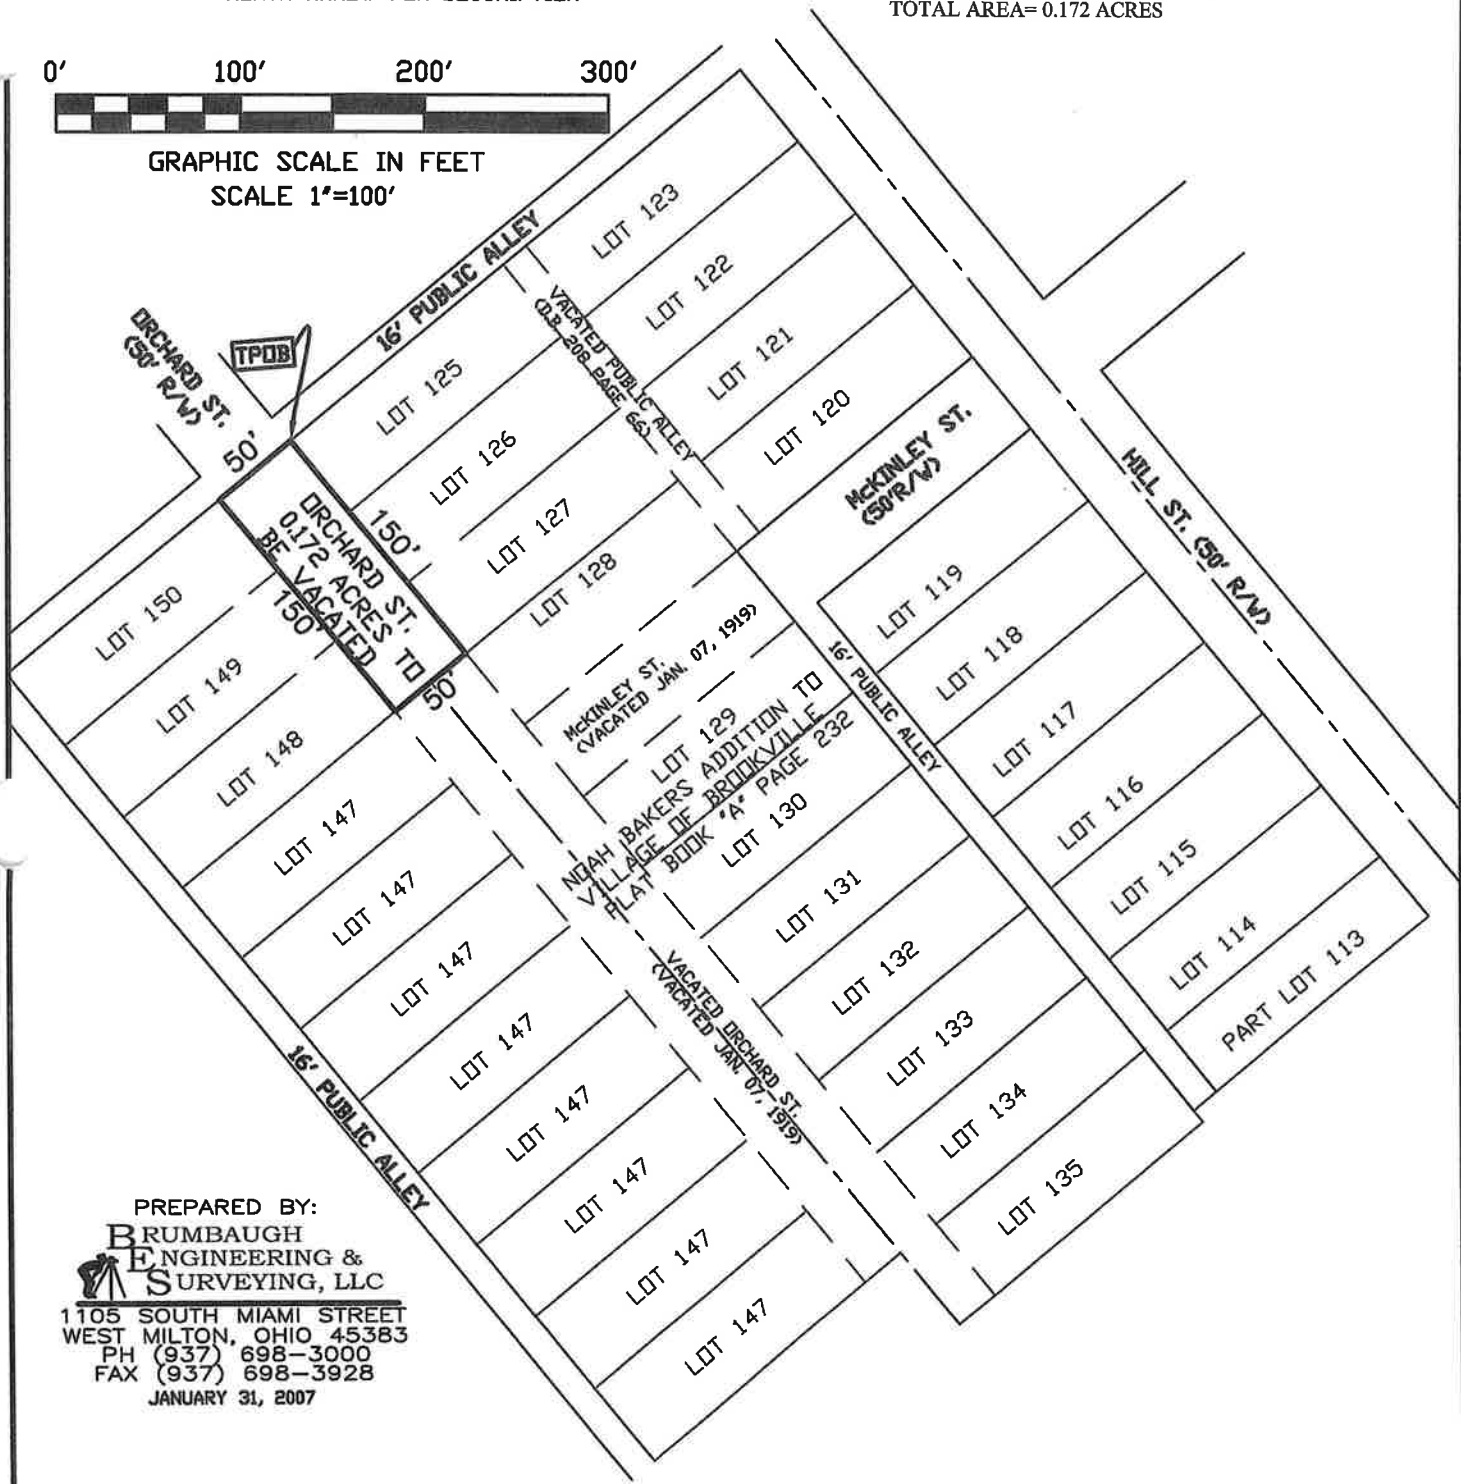 TOTAL AREA= 0.172 ACRES
0' 100' 200' 300'
GRAPHIC SCALE IN FEET
SCALE 1"=100'
ORCHARD ST.
(50' R/W)
TPOB
16' PUBLIC ALLEY
VACATED PUBLIC ALLEY
(D.B. 208 PAGE 66)
LOT 123
LOT 122
LOT 121
LOT 120
McKINLEY ST.
(50'R/W)
HILL ST. (50' R/W)
LOT 125
LOT 126
LOT 127
LOT 128
50'
150'
ORCHARD ST.
0.172 ACRES TO
BE VACATED
150'
50'
LOT 150
LOT 149
LOT 148
LOT 147
LOT 147
LOT 147
LOT 147
LOT 147
LOT 147
LOT 147
LOT 147
16' PUBLIC ALLEY
McKINLEY ST.
(VACATED JAN. 07, 1919)
LOT 129
NOAH BAKERS ADDITION TO
VILLAGE OF BROOKVILLE
PLAT BOOK "A" PAGE 232
LOT 130
LOT 131
LOT 132
LOT 133
LOT 134
LOT 135
VACATED ORCHARD ST.
(VACATED JAN. 07, 1919)
16' PUBLIC ALLEY
LOT 119
LOT 118
LOT 117
LOT 116
LOT 115
LOT 114
PART LOT 113
PREPARED BY:
BRUMBAUGH
ENGINEERING &
SURVEYING, LLC
1105 SOUTH MIAMI STREET
WEST MILTON, OHIO 45383
PH (937) 698-3000
FAX (937) 698-3928
JANUARY 31, 2007